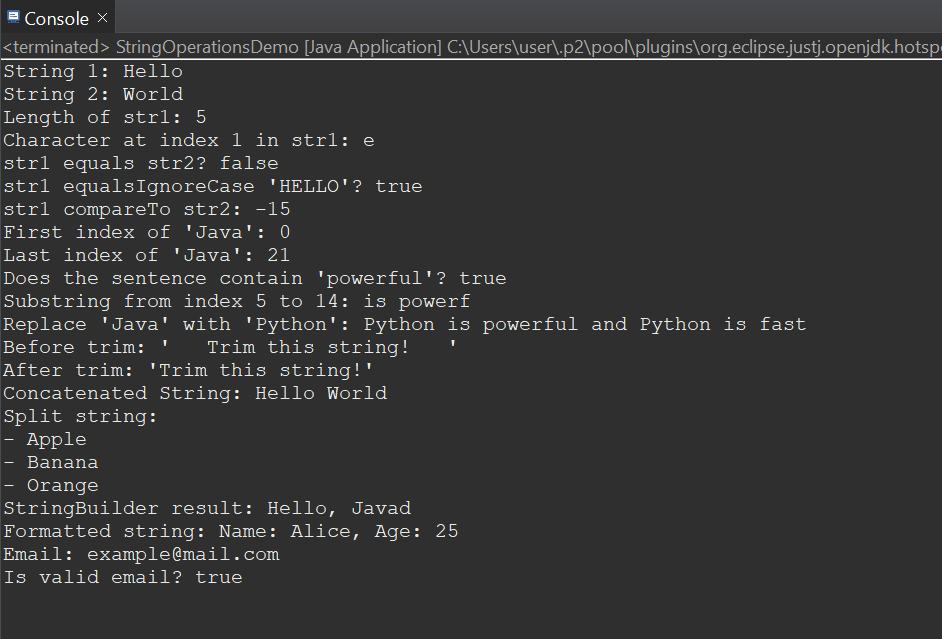 Console
<terminated> StringOperationsDemo [Java Application] C:\Users\user\.p2\pool\plugins\org.eclipse.justj.openjdk.hotspo
String 1: Hello
String 2: World
Length of str1: 5
Character at index 1 in str1: e
str1 equals str2? false
str1 equalsIgnoreCase 'HELLO'? true
str1 compareTo str2: -15
First index of 'Java': 0
Last index of 'Java': 21
Does the sentence contain 'powerful'? true
Substring from index 5 to 14: is powerf
Replace 'Java' with 'Python': Python is powerful and Python is fast
Before trim: '   Trim this string!   '
After trim: 'Trim this string!'
Concatenated String: Hello World
Split string:
- Apple
- Banana
- Orange
StringBuilder result: Hello, Javad
Formatted string: Name: Alice, Age: 25
Email: example@mail.com
Is valid email? true